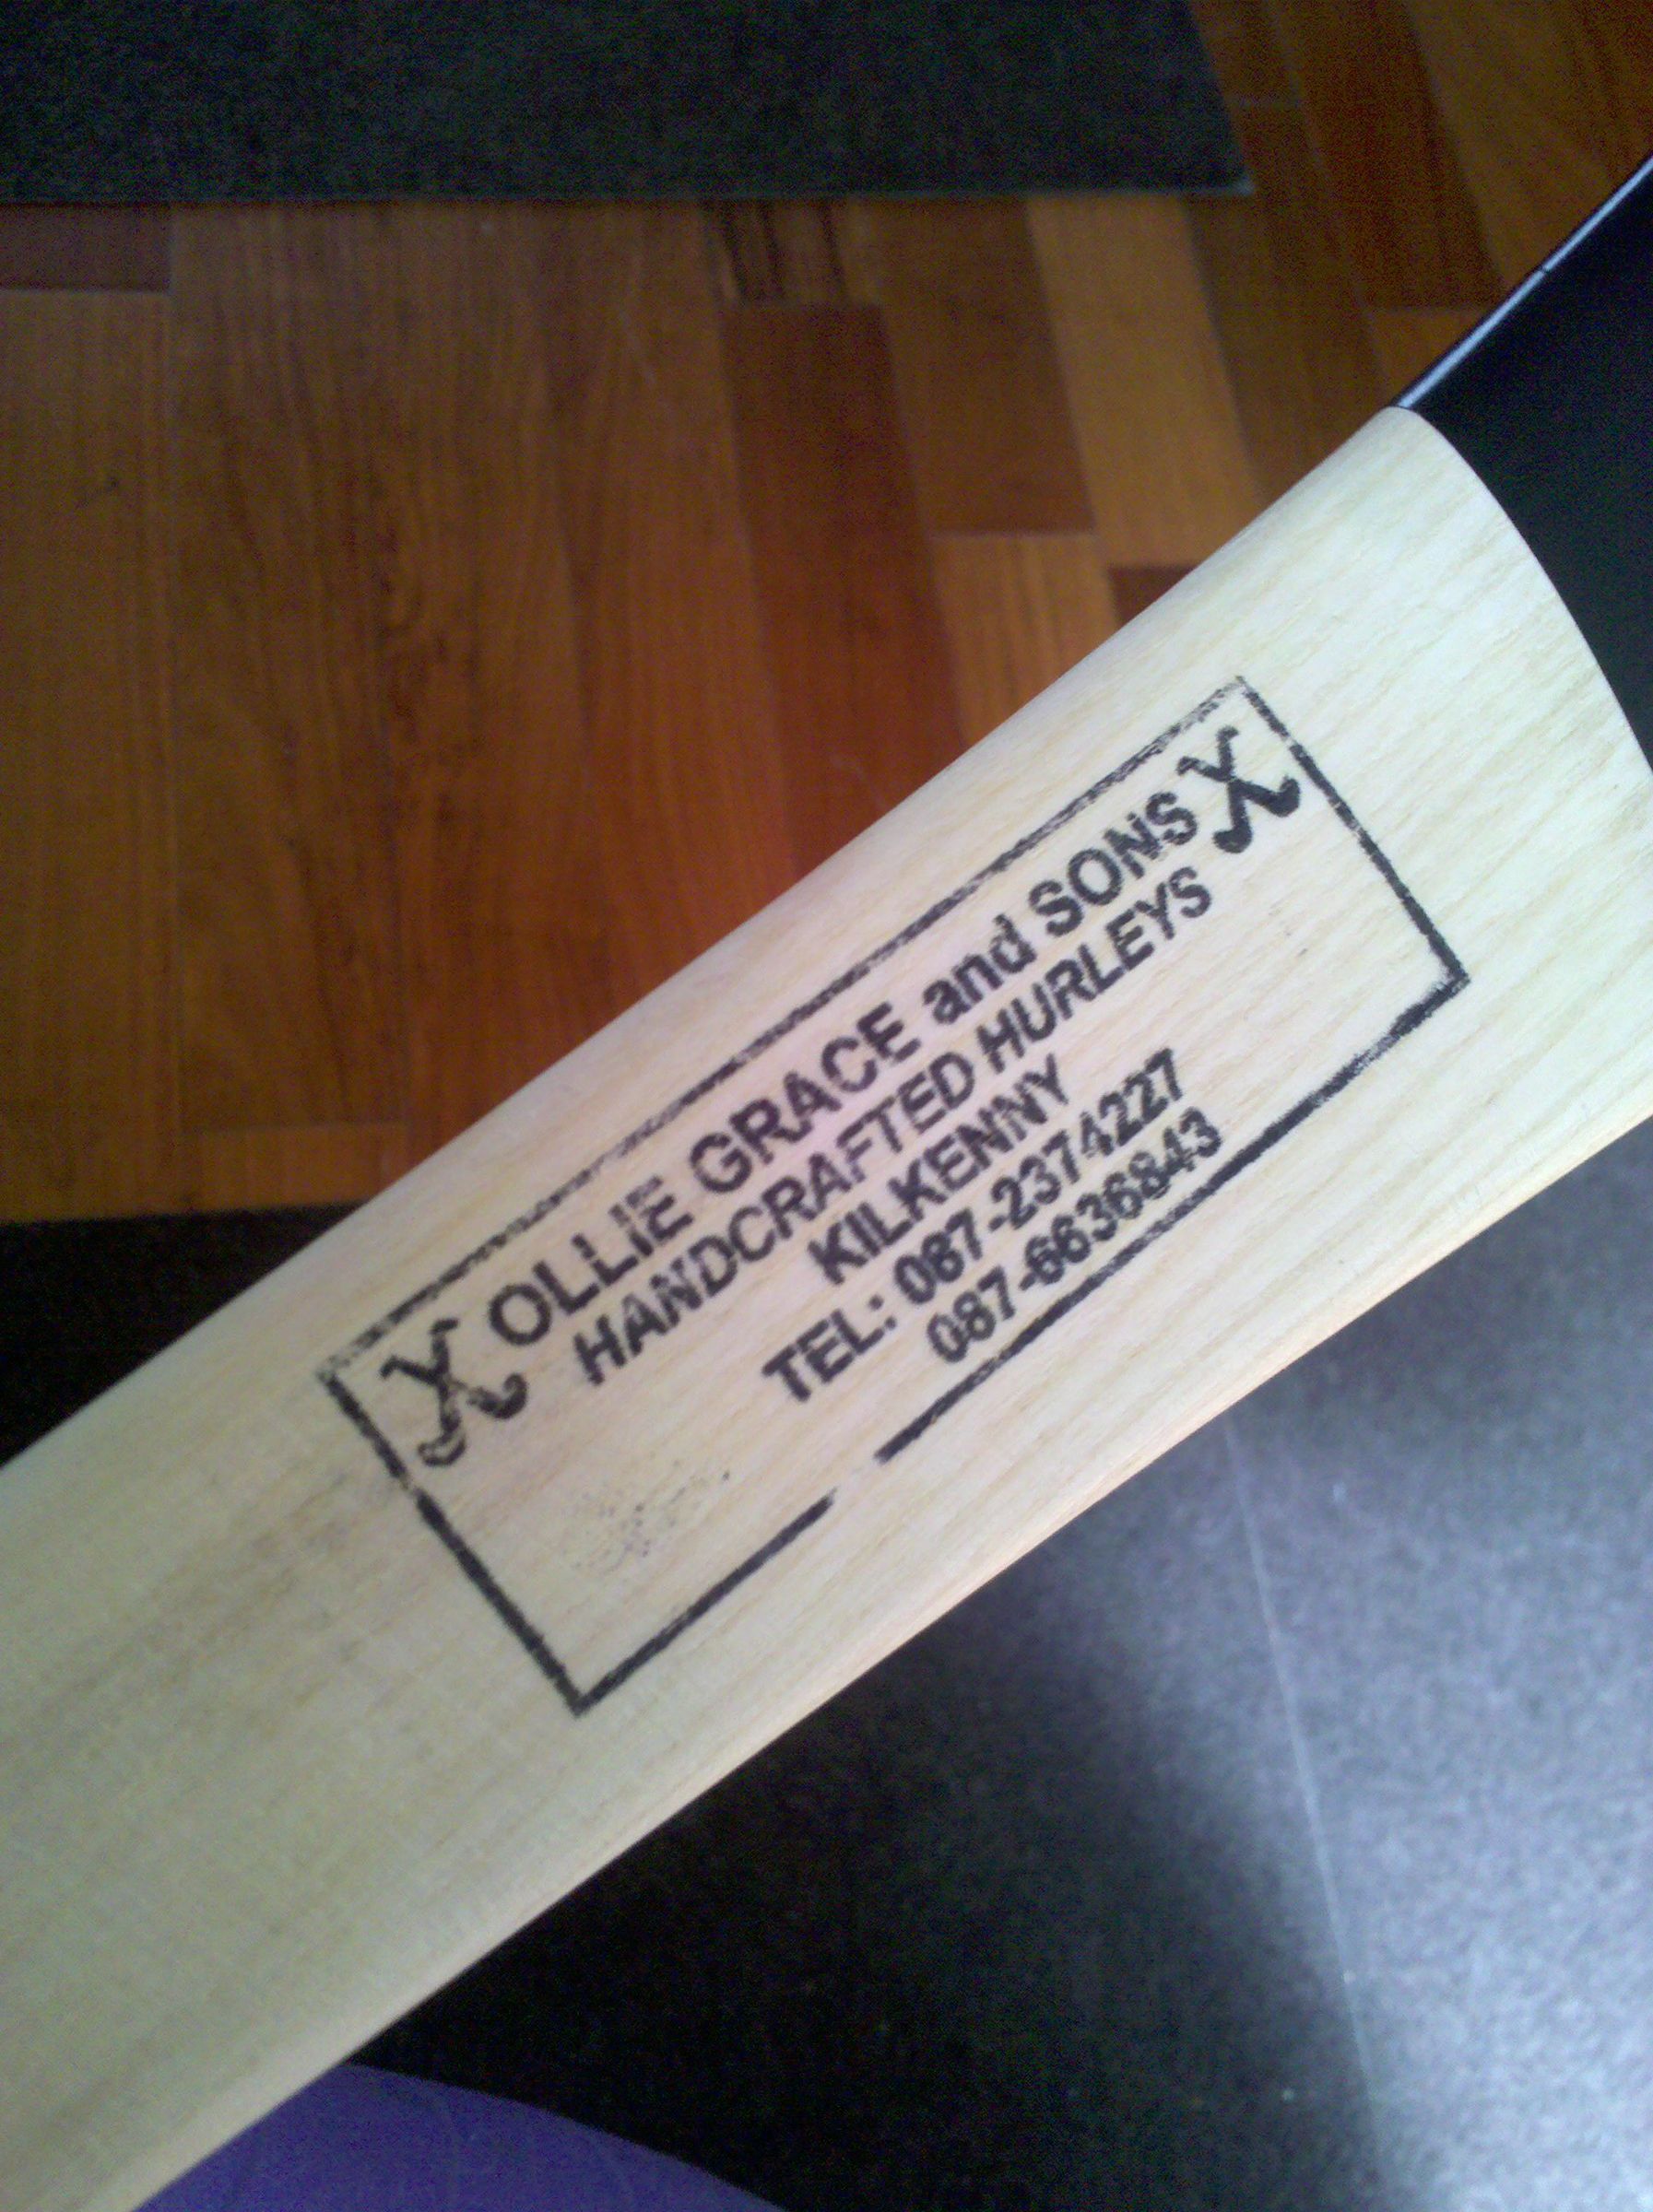 OLLIE GRACE and SONS
HANDCRAFTED HURLEYS
KILKENNY
TEL: 087-2374227
087-6636843